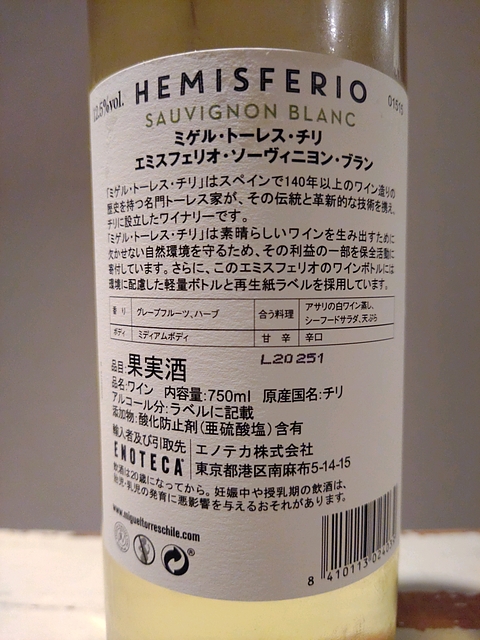 12.5%vol. HEMISFERIO 01515
SAUVIGNON BLANC
ミゲル・トーレス・チリ
エミスフェリオ・ソーヴィニヨン・ブラン
「ミゲル・トーレス・チリ」はスペインで140年以上のワイン造りの
歴史を持つ名門トーレス家が、その伝統と革新的な技術を携え、
チリに設立したワイナリーです。
「ミゲル・トーレス・チリ」は素晴らしいワインを生み出すために
欠かせない自然環境を守るため、その利益の一部を保全活動に
寄付しています。さらに、このエミスフェリオのワインボトルには
環境に配慮した軽量ボトルと再生紙ラベルを採用しています。
香り グレープフルーツ、ハーブ 合う料理 アサリの白ワイン蒸し、
シーフードサラダ、天ぷら
ボディ ミディアムボディ 甘辛 辛口
L20251
品目:果実酒
品名:ワイン 内容量:750ml 原産国名:チリ
アルコール分:ラベルに記載
添加物:酸化防止剤(亜硫酸塩)含有
輸入者及び引取先
ENOTECA エノテカ株式会社
東京都港区南麻布5-14-15
飲酒は20歳になってから。妊娠中や授乳期の飲酒は、
胎児・乳児の発育に悪影響を与えるおそれがあります。
www.migueltorreschile.com
8 410113